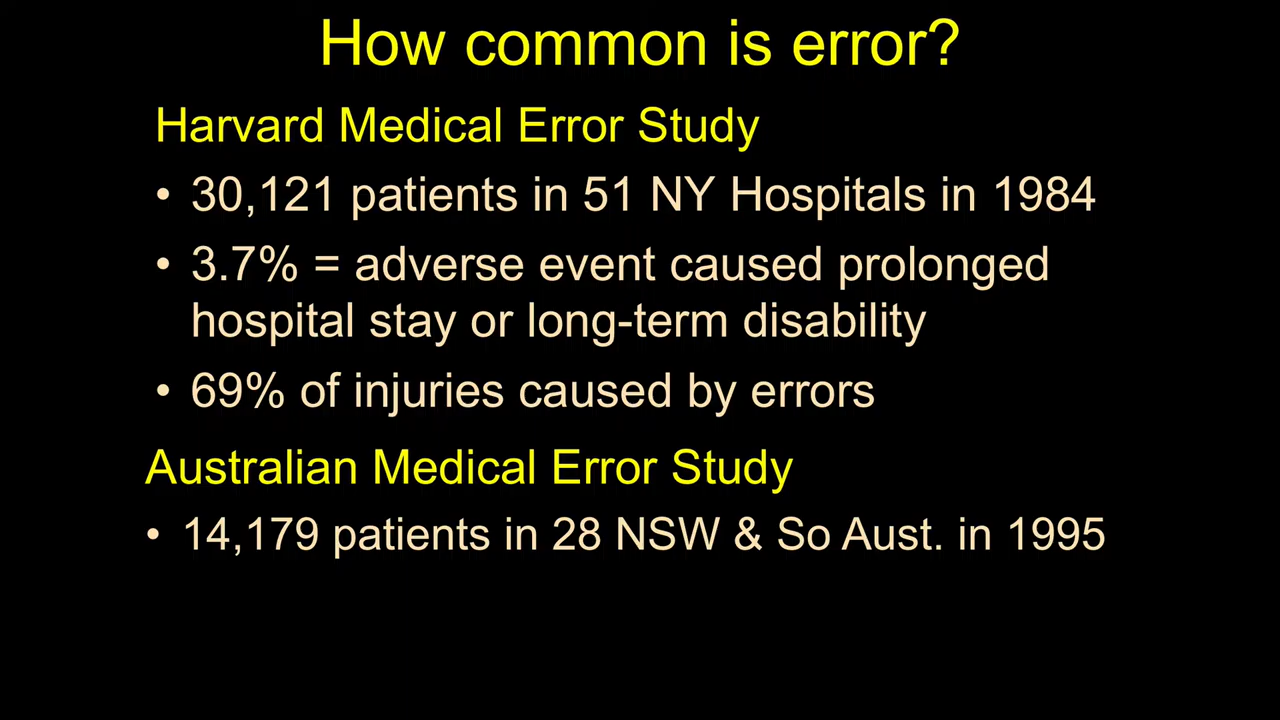 How common is error?
Harvard Medical Error Study
• 30,121 patients in 51 NY Hospitals in 1984
• 3.7% = adverse event caused prolonged
hospital stay or long-term disability
• 69% of injuries caused by errors
Australian Medical Error Study
• 14,179 patients in 28 NSW & So Aust. in 1995